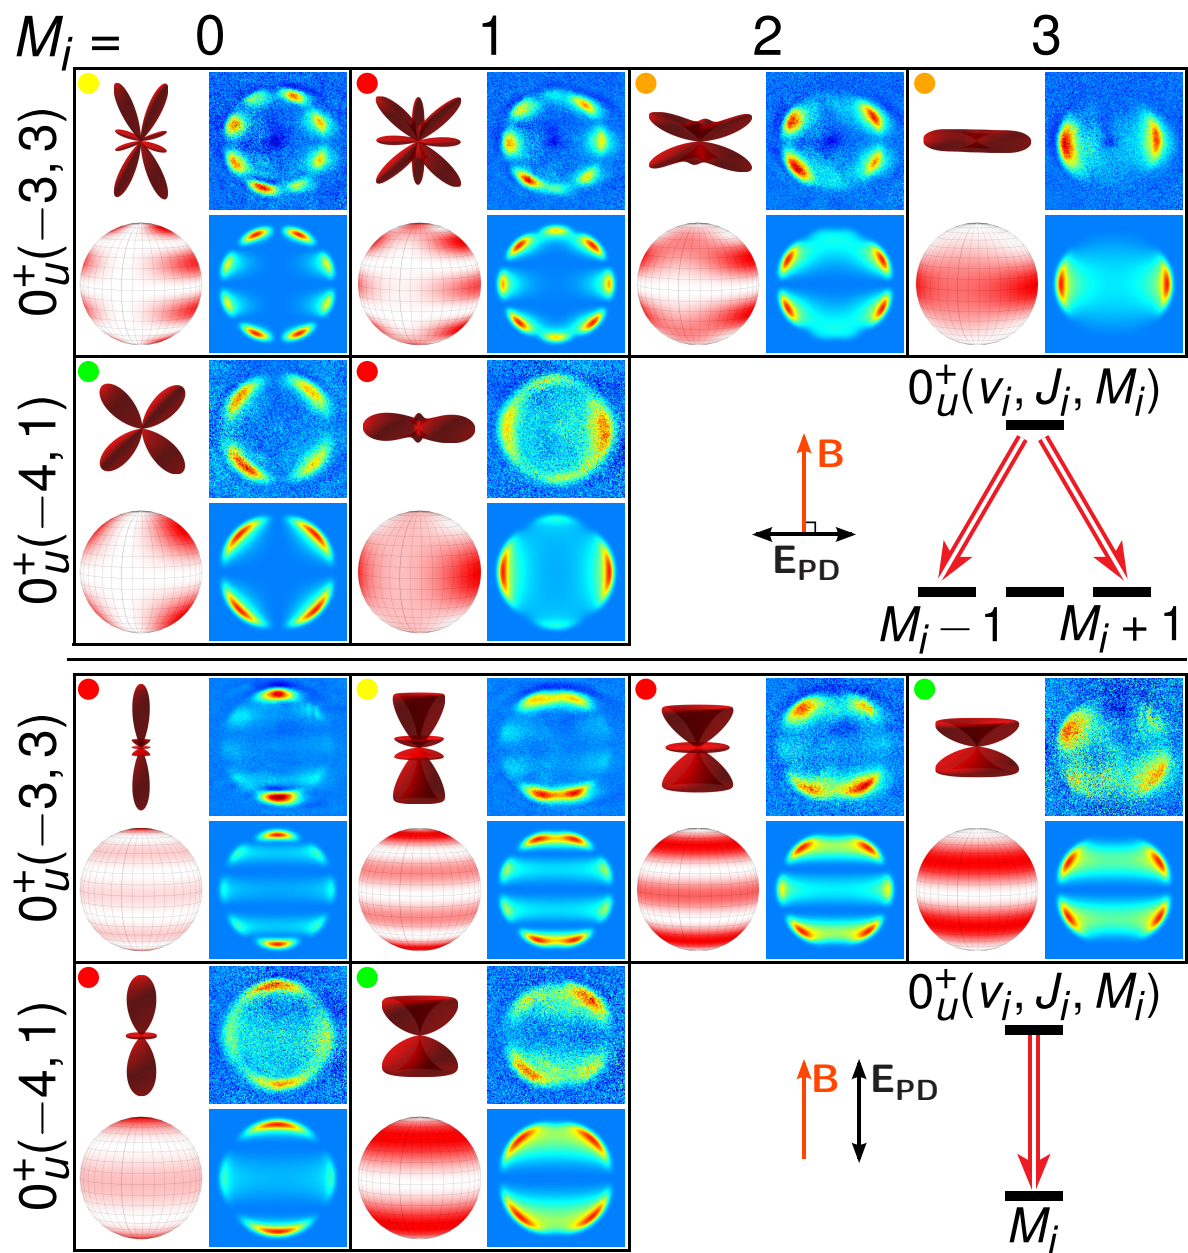 M_i = 0 1 2 3
0_u^+(−3, 3)
0_u^+(−4, 1)
0_u^+(v_i, J_i, M_i)
B
E_PD
M_i − 1 M_i + 1
0_u^+(−3, 3)
0_u^+(−4, 1)
0_u^+(v_i, J_i, M_i)
B E_PD
M_i